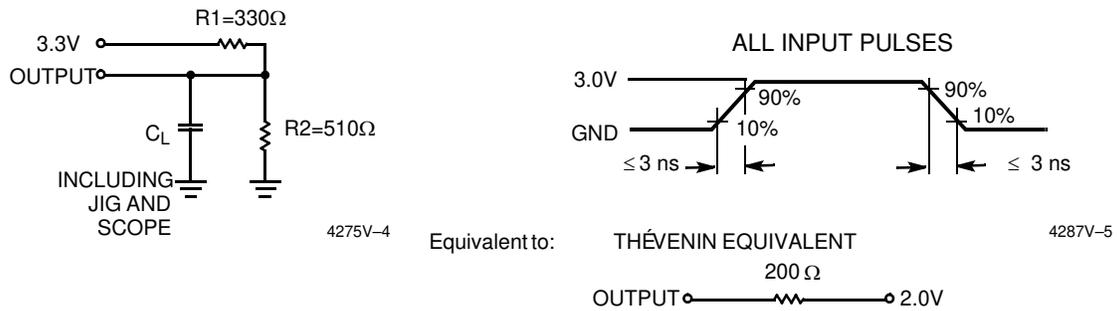 R1=330Ω
3.3V
OUTPUT
CL
R2=510Ω
INCLUDING
JIG AND
SCOPE
4275V–4
ALL INPUT PULSES
3.0V
90%
90%
10%
10%
GND
≤ 3 ns
≤ 3 ns
4287V–5
Equivalent to:
THÉVENIN EQUIVALENT
200 Ω
OUTPUT
2.0V